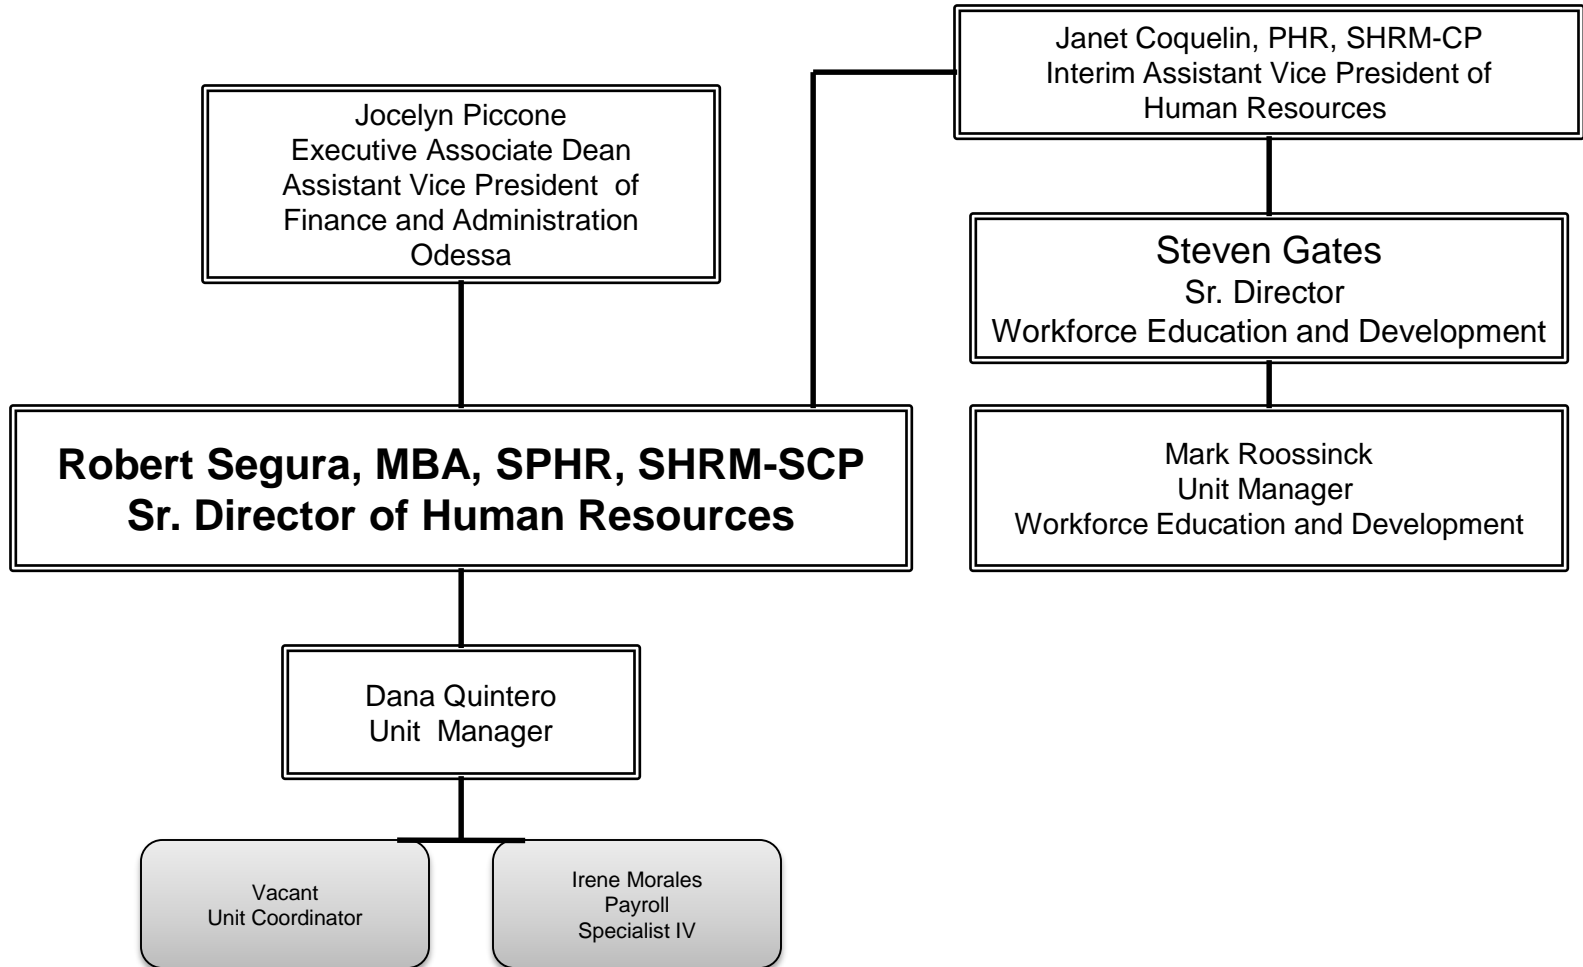 Janet Coquelin, PHR, SHRM-CP
Interim Assistant Vice President of
Human Resources
Jocelyn Piccone
Executive Associate Dean
Assistant Vice President  of
Finance and Administration
Odessa
Steven Gates
Sr. Director
Workforce Education and Development
Robert Segura, MBA, SPHR, SHRM-SCP
Sr. Director of Human Resources
Mark Roossinck
Unit Manager
Workforce Education and Development
Dana Quintero
Unit  Manager
Vacant
Unit Coordinator
Irene Morales
Payroll
Specialist IV